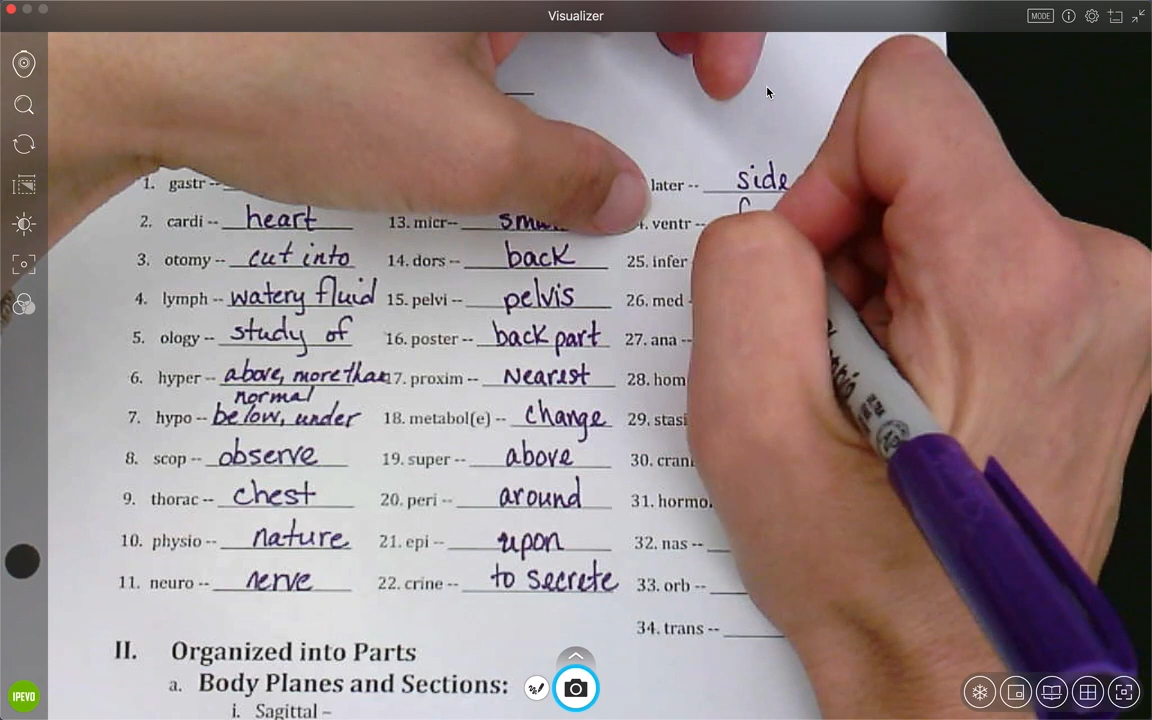 Visualizer
MODE
1. gastr --
2. cardi -- heart
3. otomy -- cut into
4. lymph -- watery fluid
5. ology -- study of
6. hyper -- above, more than
normal
7. hypo -- below, under
8. scop -- observe
9. thorac -- chest
10. physio -- nature
11. neuro -- nerve
13. micr--
14. dors -- back
15. pelvi -- pelvis
16. poster -- back part
17. proxim -- Nearest
18. metabol(e) -- change
19. super -- above
20. peri -- around
21. epi -- upon
22. crine -- to secrete
later -- side
ventr --
25. infer
26. med
27. ana --
28. hom
29. stasi
30. crani
31. hormo
32. nas --
33. orb --
34. trans --
II. Organized into Parts
a. Body Planes and Sections:
i. Sagittal –
IPEVO